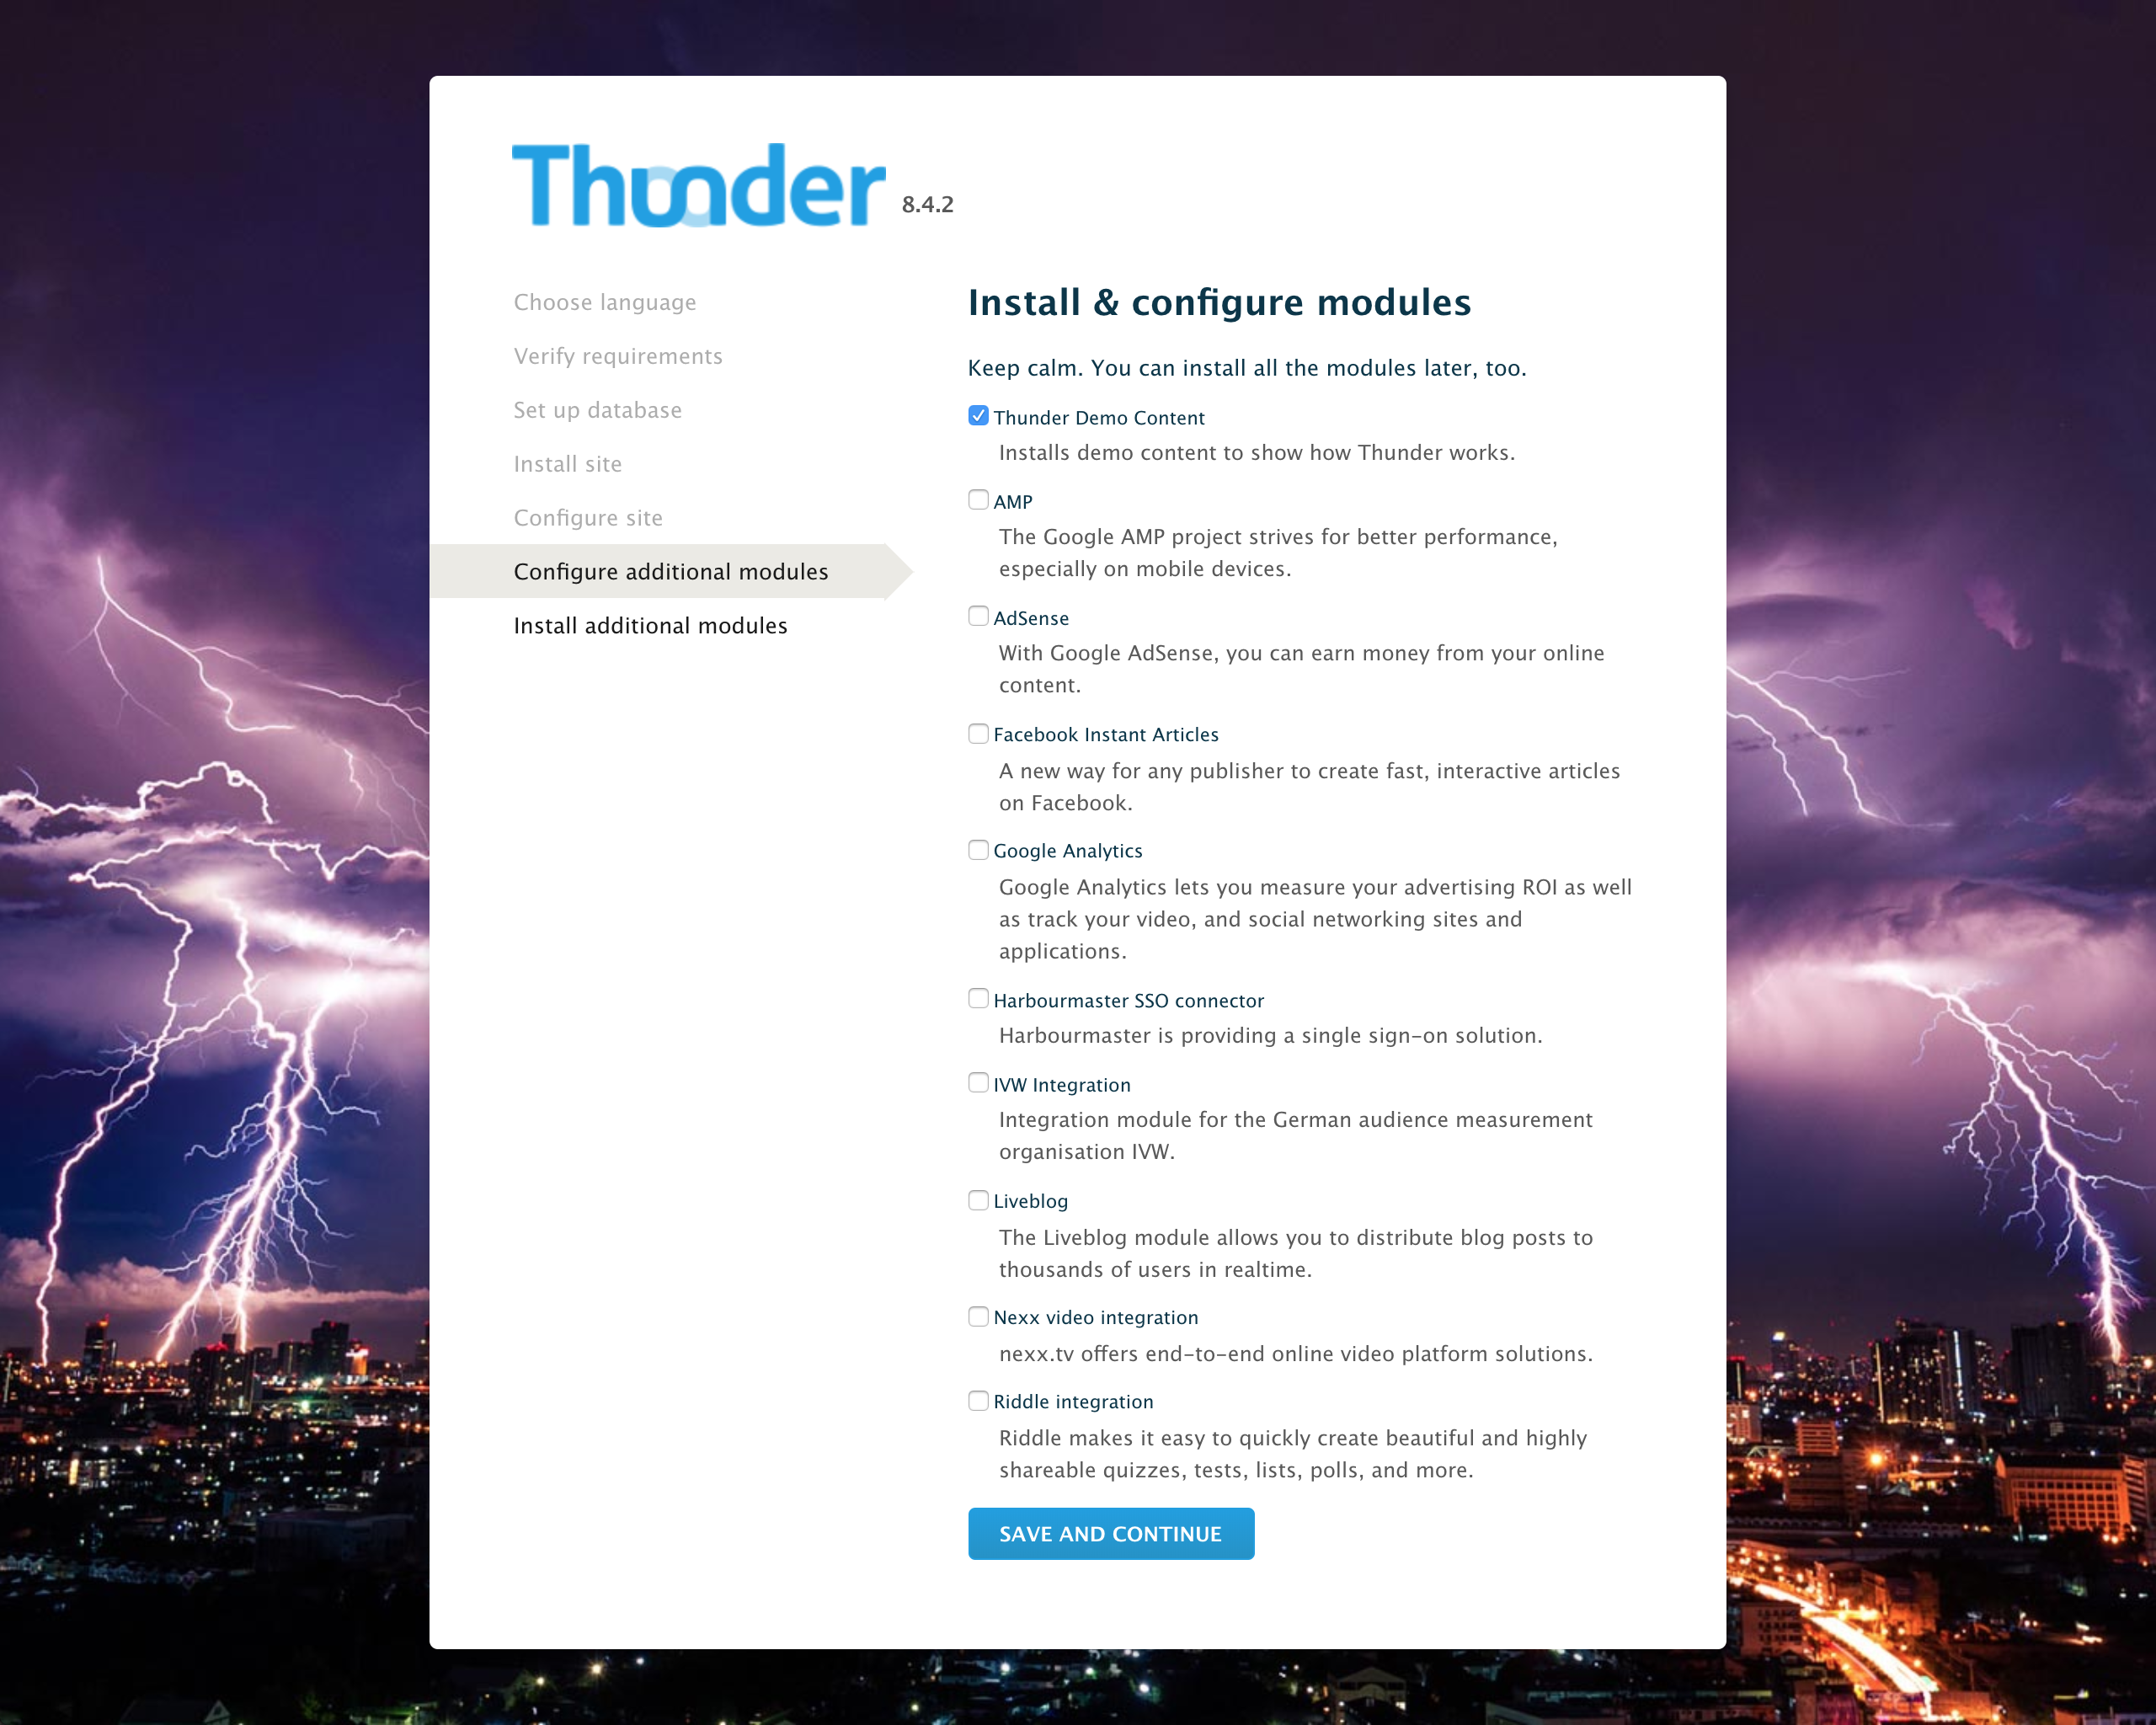 Thunder 8.4.2
Choose language
Verify requirements
Set up database
Install site
Configure site
Configure additional modules
Install additional modules
Install & configure modules
Keep calm. You can install all the modules later, too.
Thunder Demo Content
Installs demo content to show how Thunder works.
AMP
The Google AMP project strives for better performance,
especially on mobile devices.
AdSense
With Google AdSense, you can earn money from your online
content.
Facebook Instant Articles
A new way for any publisher to create fast, interactive articles
on Facebook.
Google Analytics
Google Analytics lets you measure your advertising ROI as well
as track your video, and social networking sites and
applications.
Harbourmaster SSO connector
Harbourmaster is providing a single sign-on solution.
IVW Integration
Integration module for the German audience measurement
organisation IVW.
Liveblog
The Liveblog module allows you to distribute blog posts to
thousands of users in realtime.
Nexx video integration
nexx.tv offers end-to-end online video platform solutions.
Riddle integration
Riddle makes it easy to quickly create beautiful and highly
shareable quizzes, tests, lists, polls, and more.
SAVE AND CONTINUE